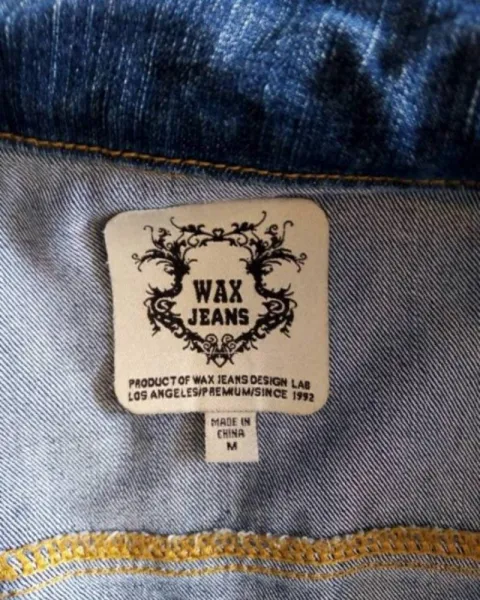 WAX
JEANS
PRODUCT OF WAX JEANS DESIGN LAB
LOS ANGELES/PREMIUM/SINCE 1992
MADE IN
CHINA
M